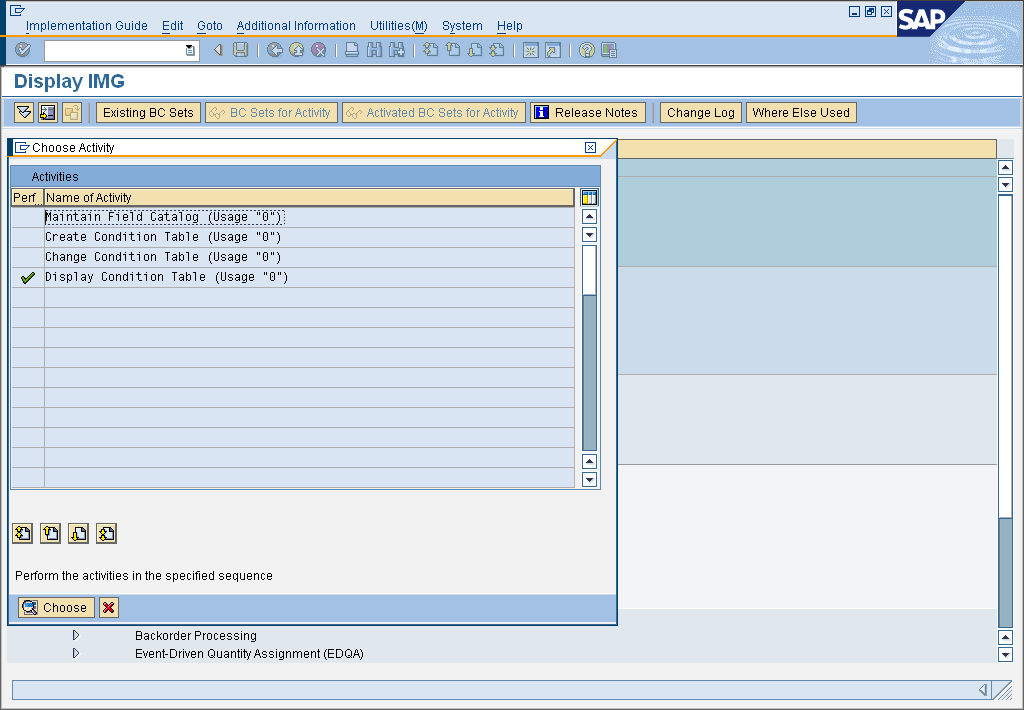 Implementation Guide Edit Goto Additional Information Utilities(M) System Help
SAP
Display IMG
Existing BC Sets BC Sets for Activity Activated BC Sets for Activity Release Notes Change Log Where Else Used
Choose Activity
Activities
Perf... Name of Activity
Maintain Field Catalog (Usage "0")
Create Condition Table (Usage "0")
Change Condition Table (Usage "0")
Display Condition Table (Usage "0")
Perform the activities in the specified sequence
Choose
Backorder Processing
Event-Driven Quantity Assignment (EDQA)